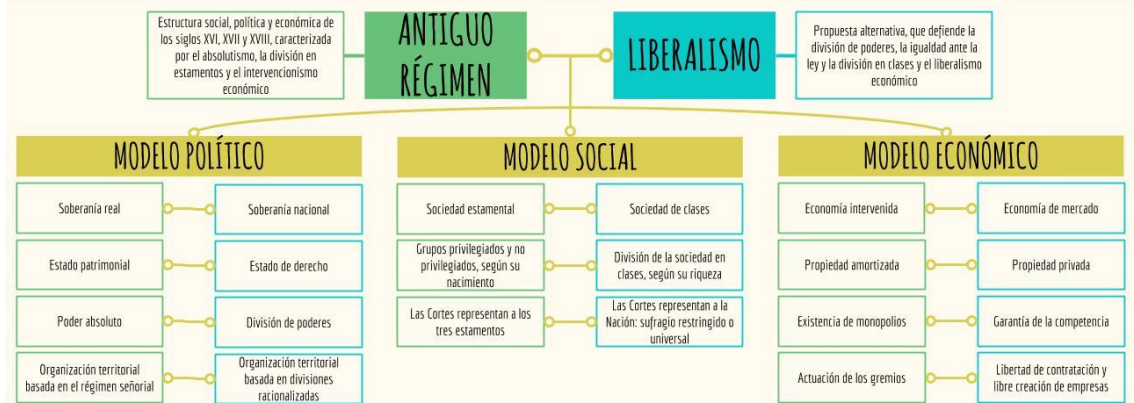 Estructura social, política y económica de
los siglos XVI, XVII y XVIII, caracterizada
por el absolutismo, la división en
estamentos y el intervencionismo
económico
ANTIGUO
RÉGIMEN
LIBERALISMO
Propuesta alternativa, que defiende la
división de poderes, la igualdad ante la
ley y la división en clases y el liberalismo
económico
MODELO POLÍTICO
Soberanía real
Soberanía nacional
Estado patrimonial
Estado de derecho
Poder absoluto
División de poderes
Organización territorial
basada en el régimen señorial
Organización territorial
basada en divisiones
racionalizadas
MODELO SOCIAL
Sociedad estamental
Sociedad de clases
Grupos privilegiados y no
privilegiados, según su
nacimiento
División de la sociedad en
clases, según su riqueza
Las Cortes representan a los
tres estamentos
Las Cortes representan a la
Nación: sufragio restringido o
universal
MODELO ECONÓMICO
Economía intervenida
Economía de mercado
Propiedad amortizada
Propiedad privada
Existencia de monopolios
Garantía de la competencia
Actuación de los gremios
Libertad de contratación y
libre creación de empresas